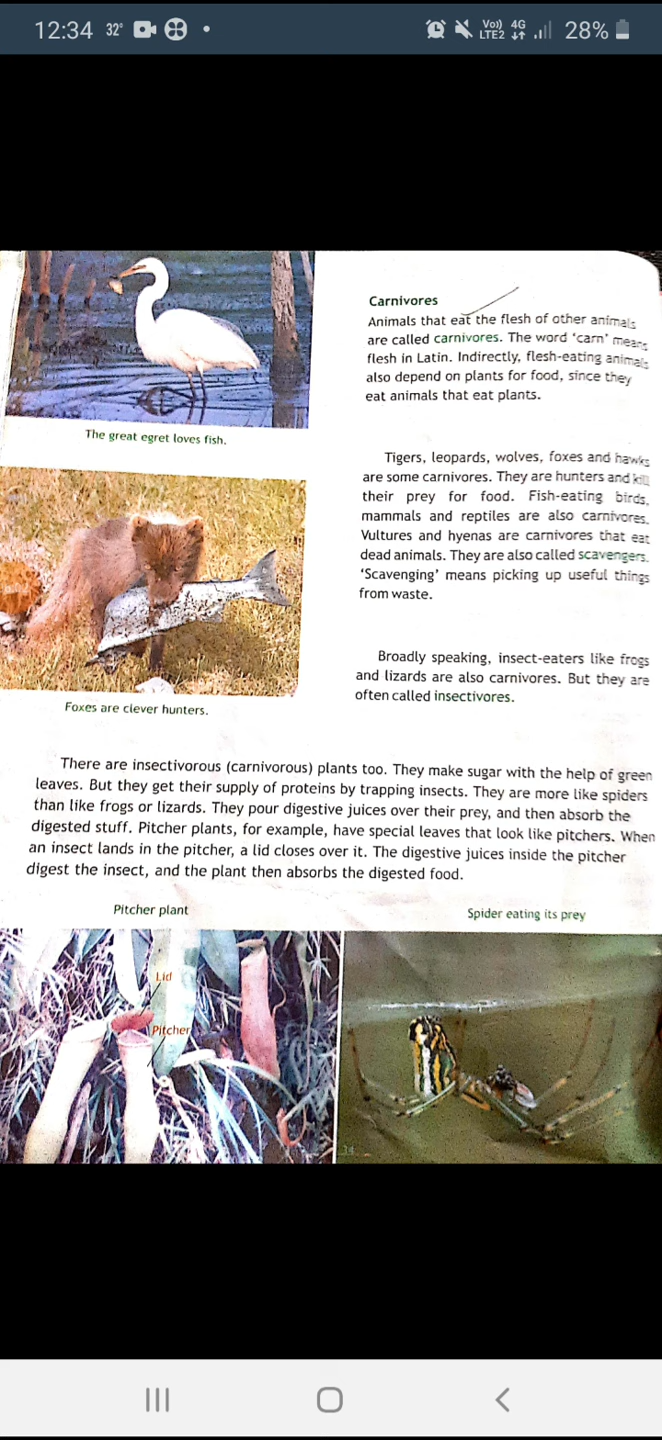 12:34 32°
Vo)) 4G
LTE2
28%
Carnivores
Animals that eat the flesh of other animals
are called carnivores. The word 'carn' means
flesh in Latin. Indirectly, flesh-eating animals
also depend on plants for food, since they
eat animals that eat plants.
The great egret loves fish.
Tigers, leopards, wolves, foxes and hawks
are some carnivores. They are hunters and kill
their prey for food. Fish-eating birds,
mammals and reptiles are also carnivores.
Vultures and hyenas are carnivores that eat
dead animals. They are also called scavengers.
'Scavenging' means picking up useful things
from waste.
Broadly speaking, insect-eaters like frogs
and lizards are also carnivores. But they are
often called insectivores.
Foxes are clever hunters.
There are insectivorous (carnivorous) plants too. They make sugar with the help of green
leaves. But they get their supply of proteins by trapping insects. They are more like spiders
than like frogs or lizards. They pour digestive juices over their prey, and then absorb the
digested stuff. Pitcher plants, for example, have special leaves that look like pitchers. When
an insect lands in the pitcher, a lid closes over it. The digestive juices inside the pitcher
digest the insect, and the plant then absorbs the digested food.
Pitcher plant
Spider eating its prey
Lid
Pitcher
14